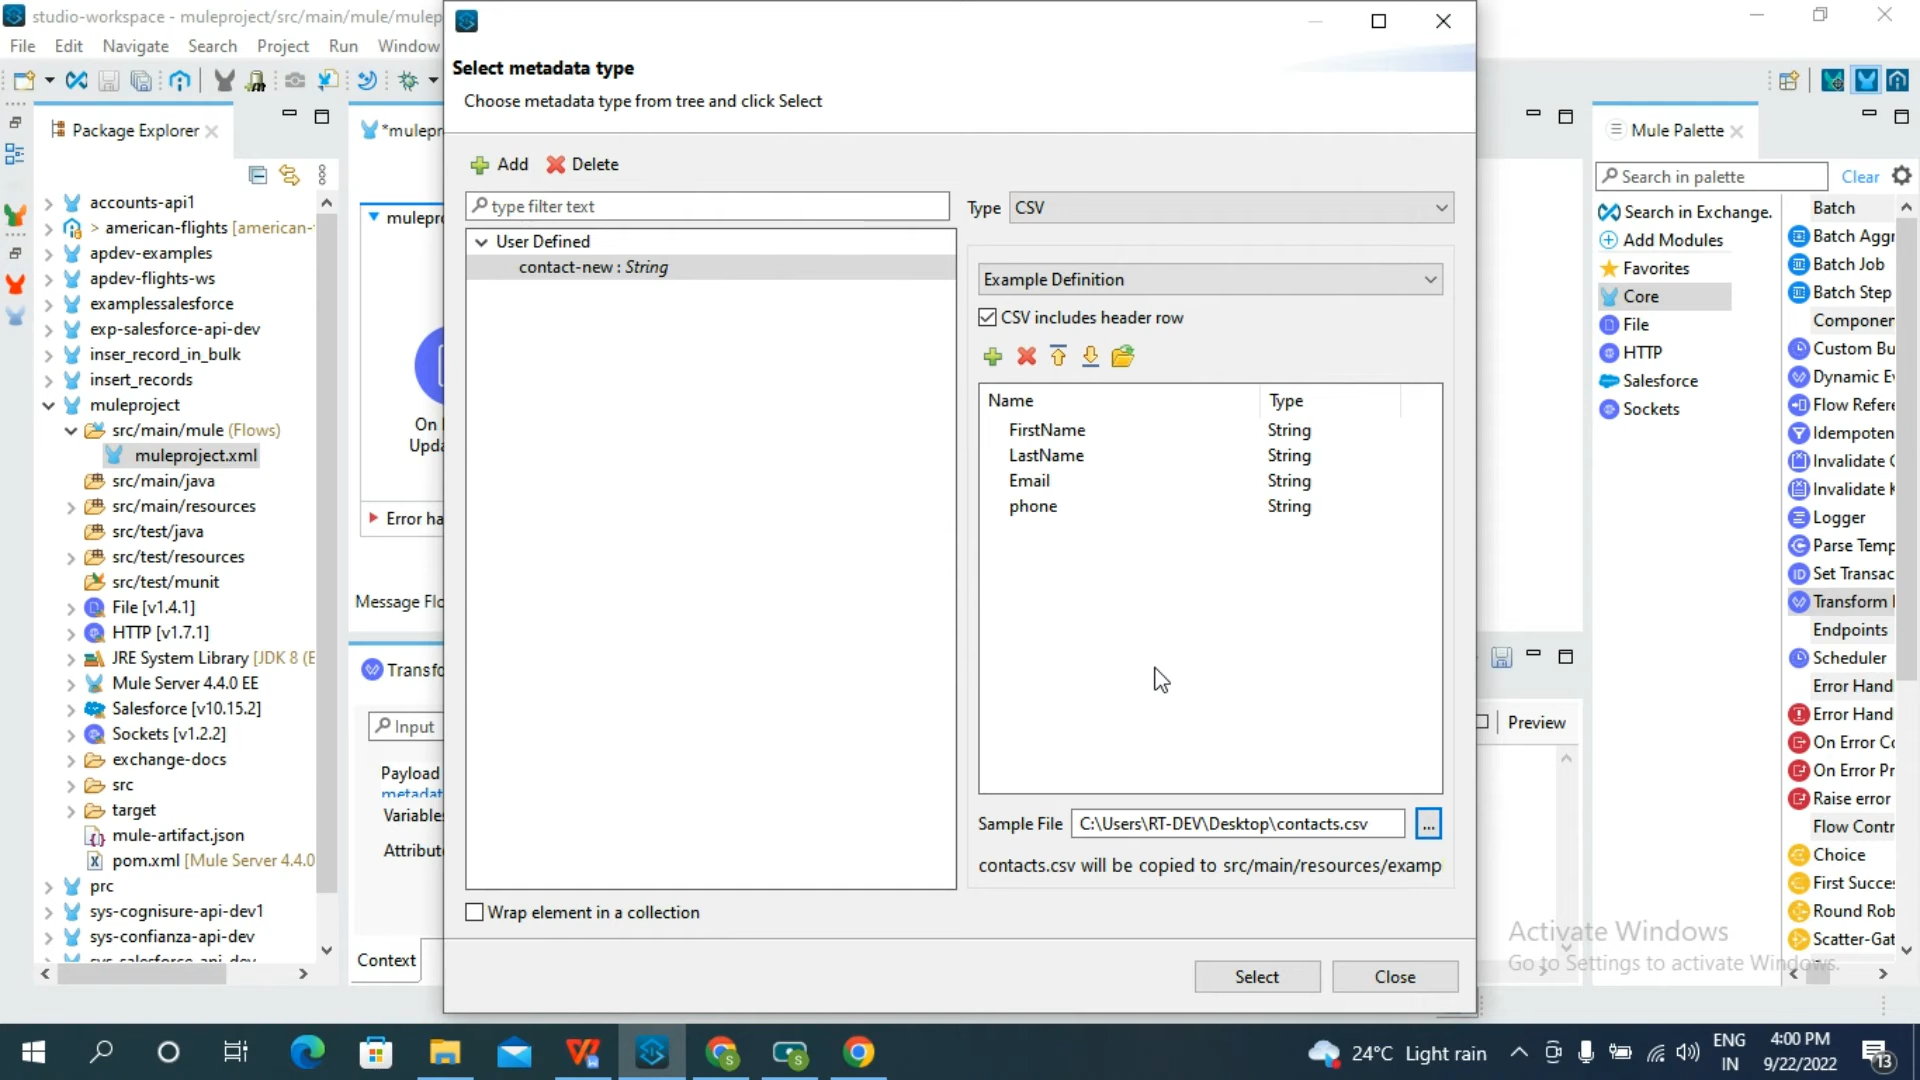 studio-workspace - muleproject/src/main/mule/mulep
File Edit Navigate Search Project Run Window
Package Explorer
accounts-api1
> american-flights [american-
apdev-examples
apdev-flights-ws
examplessalesforce
exp-salesforce-api-dev
inser_record_in_bulk
insert_records
muleproject
src/main/mule (Flows)
muleproject.xml
src/main/java
src/main/resources
src/test/java
src/test/resources
src/test/munit
File [v1.4.1]
HTTP [v1.7.1]
JRE System Library [JDK 8 (E
Mule Server 4.4.0 EE
Salesforce [v10.15.2]
Sockets [v1.2.2]
exchange-docs
src
target
mule-artifact.json
pom.xml [Mule Server 4.4.0
prc
sys-cognisure-api-dev1
sys-confianza-api-dev
sys-salesforce-api-dev
*mulepr
mulepr
On
Upda
Error ha
Message Flo
Transfo
Input
Payload
metadat
Variable
Attribut
Context
Select metadata type
Choose metadata type from tree and click Select
Add Delete
type filter text
User Defined
contact-new : String
Wrap element in a collection
Type CSV
Example Definition
CSV includes header row
Name Type
FirstName String
LastName String
Email String
phone String
Sample File C:\Users\RT-DEV\Desktop\contacts.csv ...
contacts.csv will be copied to src/main/resources/examp
Select Close
Preview
Mule Palette
Search in palette Clear
Search in Exchange.
Add Modules
Favorites
Core
File
HTTP
Salesforce
Sockets
Batch
Batch Aggr
Batch Job
Batch Step
Componer
Custom Bu
Dynamic Ev
Flow Refere
Idempoten
Invalidate C
Invalidate K
Logger
Parse Temp
Set Transac
Transform
Endpoints
Scheduler
Error Hand
Error Hand
On Error Co
On Error Pr
Raise error
Flow Contr
Choice
First Succes
Round Rob
Scatter-Gat
Activate Windows
Go to Settings to activate Windows.
24°C Light rain
ENG
IN
4:00 PM
9/22/2022
13